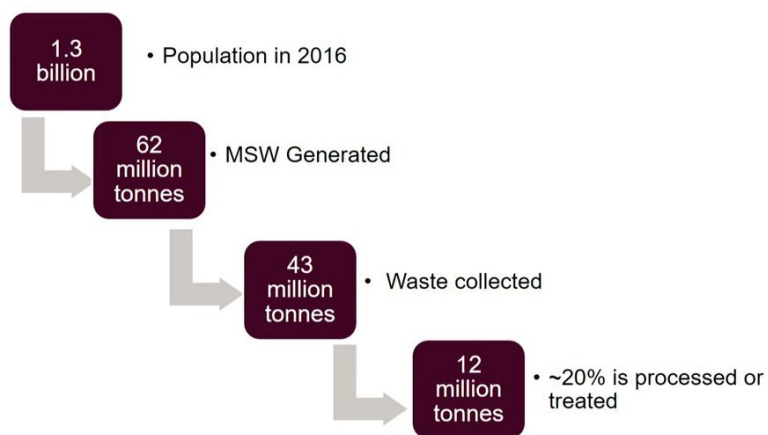 1.3
billion
• Population in 2016
62
million
tonnes
• MSW Generated
43
million
tonnes
• Waste collected
12
million
tonnes
• ~20% is processed or
treated